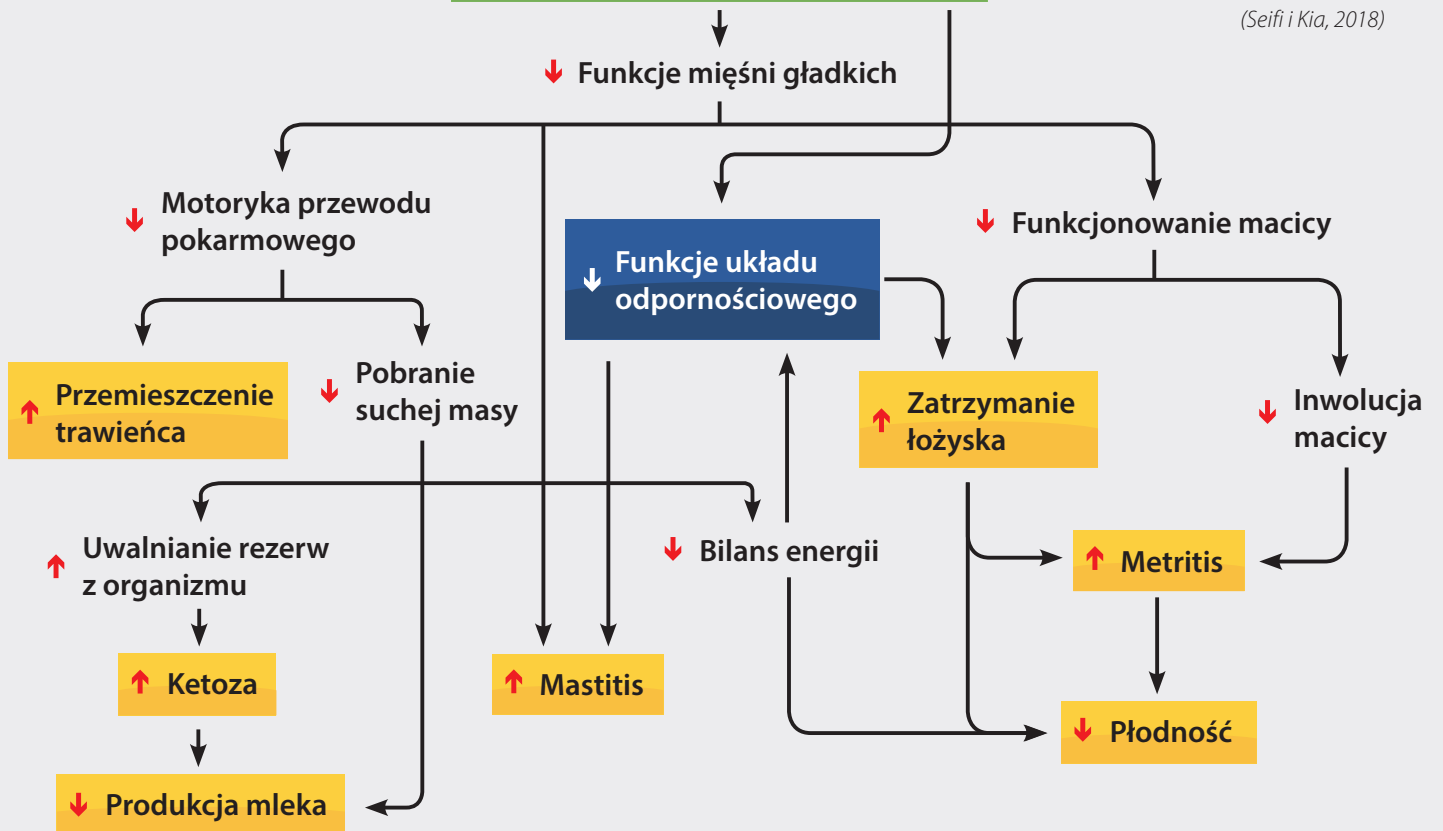 (Seifi i Kia, 2018)
Funkcje mięśni gładkich
Motoryka przewodu
pokarmowego
Funkcje układu
odpornościowego
Funkcjonowanie macicy
Przemieszczenie
trawieńca
Pobranie
suchej masy
Zatrzymanie
łożyska
Inwolucja
macicy
Uwalnianie rezerw
z organizmu
Bilans energii
Metritis
Ketoza
Mastitis
Płodność
Produkcja mleka